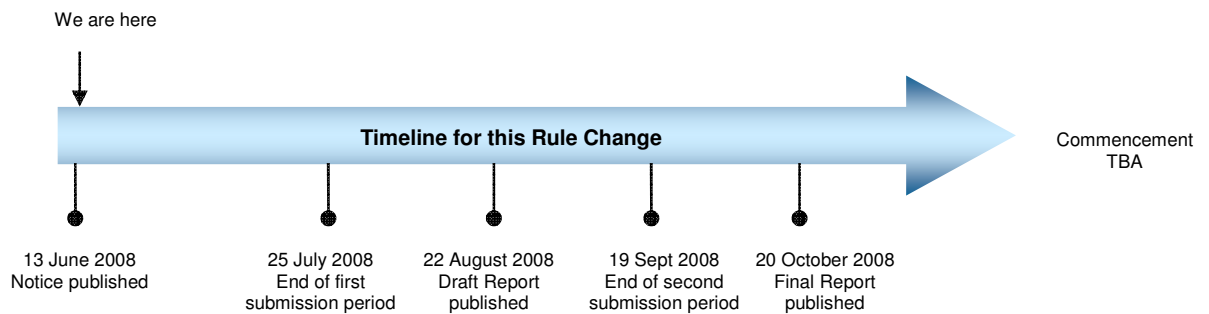 We are here
Timeline for this Rule Change
Commencement
TBA
13 June 2008
Notice published
25 July 2008
End of first
submission period
22 August 2008
Draft Report
published
19 Sept 2008
End of second
submission period
20 October 2008
Final Report
published